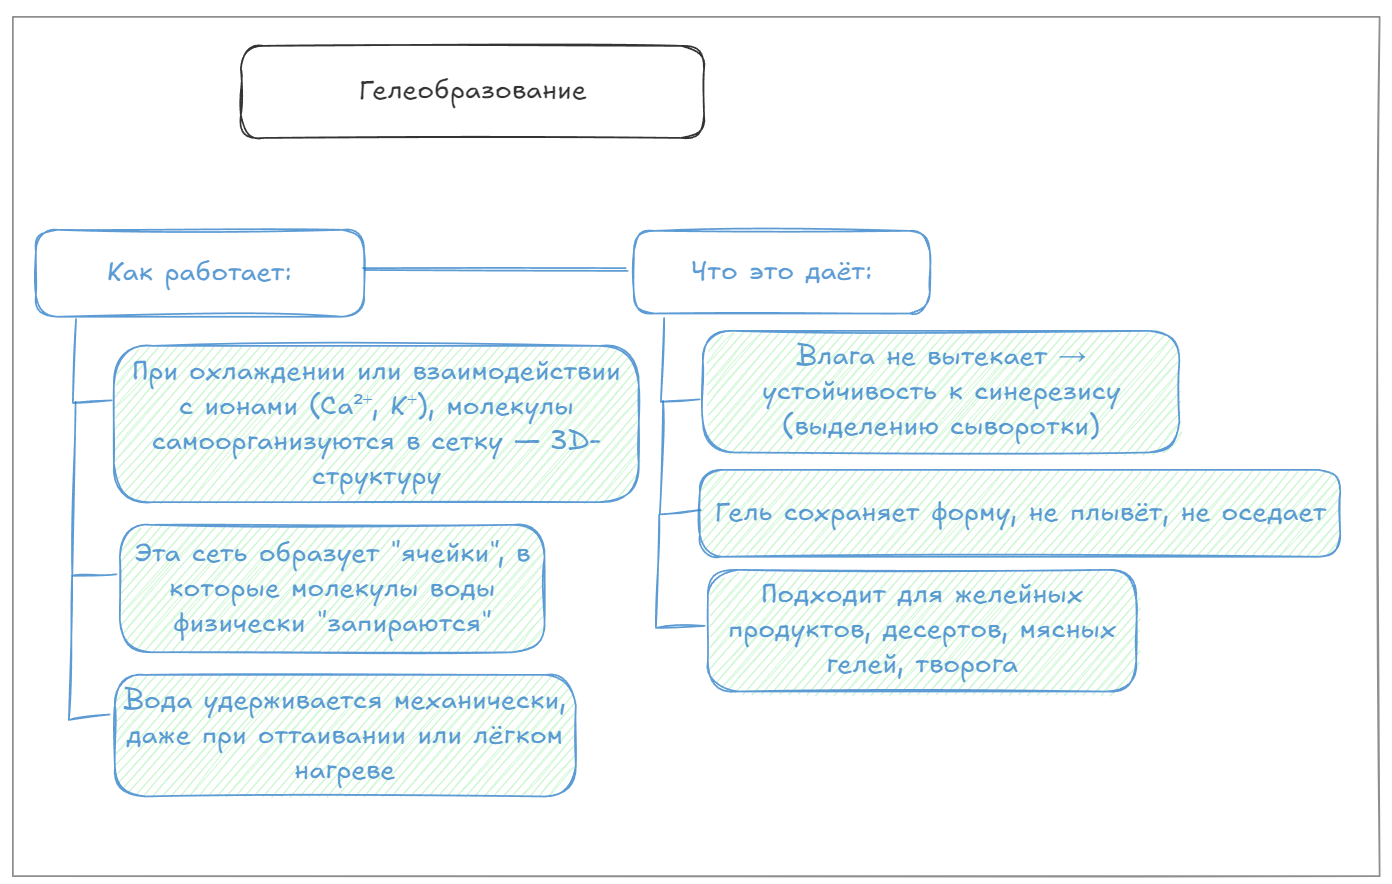 Гелеобразование
Как работает:
При охлаждении или взаимодействии
с ионами (Ca²⁺, K⁺), молекулы
самоорганизуются в сетку — 3D-
структуру
Эта сеть образует "ячейки", в
которые молекулы воды
физически "запираются"
Вода удерживается механически,
даже при оттаивании или лёгком
нагреве
Что это даёт:
Влага не вытекает →
устойчивость к синерезису
(выделению сыворотки)
Гель сохраняет форму, не плывёт, не оседает
Подходит для желейных
продуктов, десертов, мясных
гелей, творога